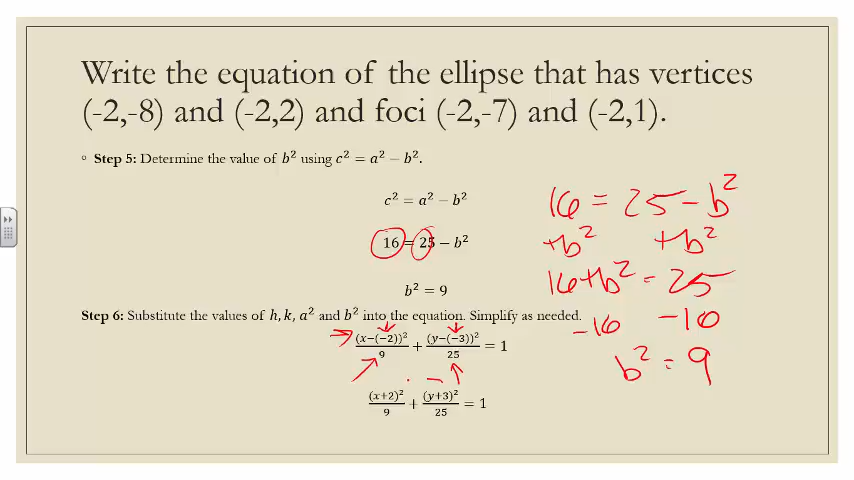 Write the equation of the ellipse that has vertices
(-2,-8) and (-2,2) and foci (-2,-7) and (-2,1).
◦ Step 5: Determine the value of b² using c² = a² − b².
c² = a² − b²
16 = 25 − b²
b² = 9
Step 6: Substitute the values of h, k, a² and b² into the equation. Simplify as needed.
(x−(−2))²/9 + (y−(−3))²/25 = 1
(x+2)²/9 + (y+3)²/25 = 1
16 = 25 − b²
+b² +b²
16+b² = 25
−16 −16
b² = 9